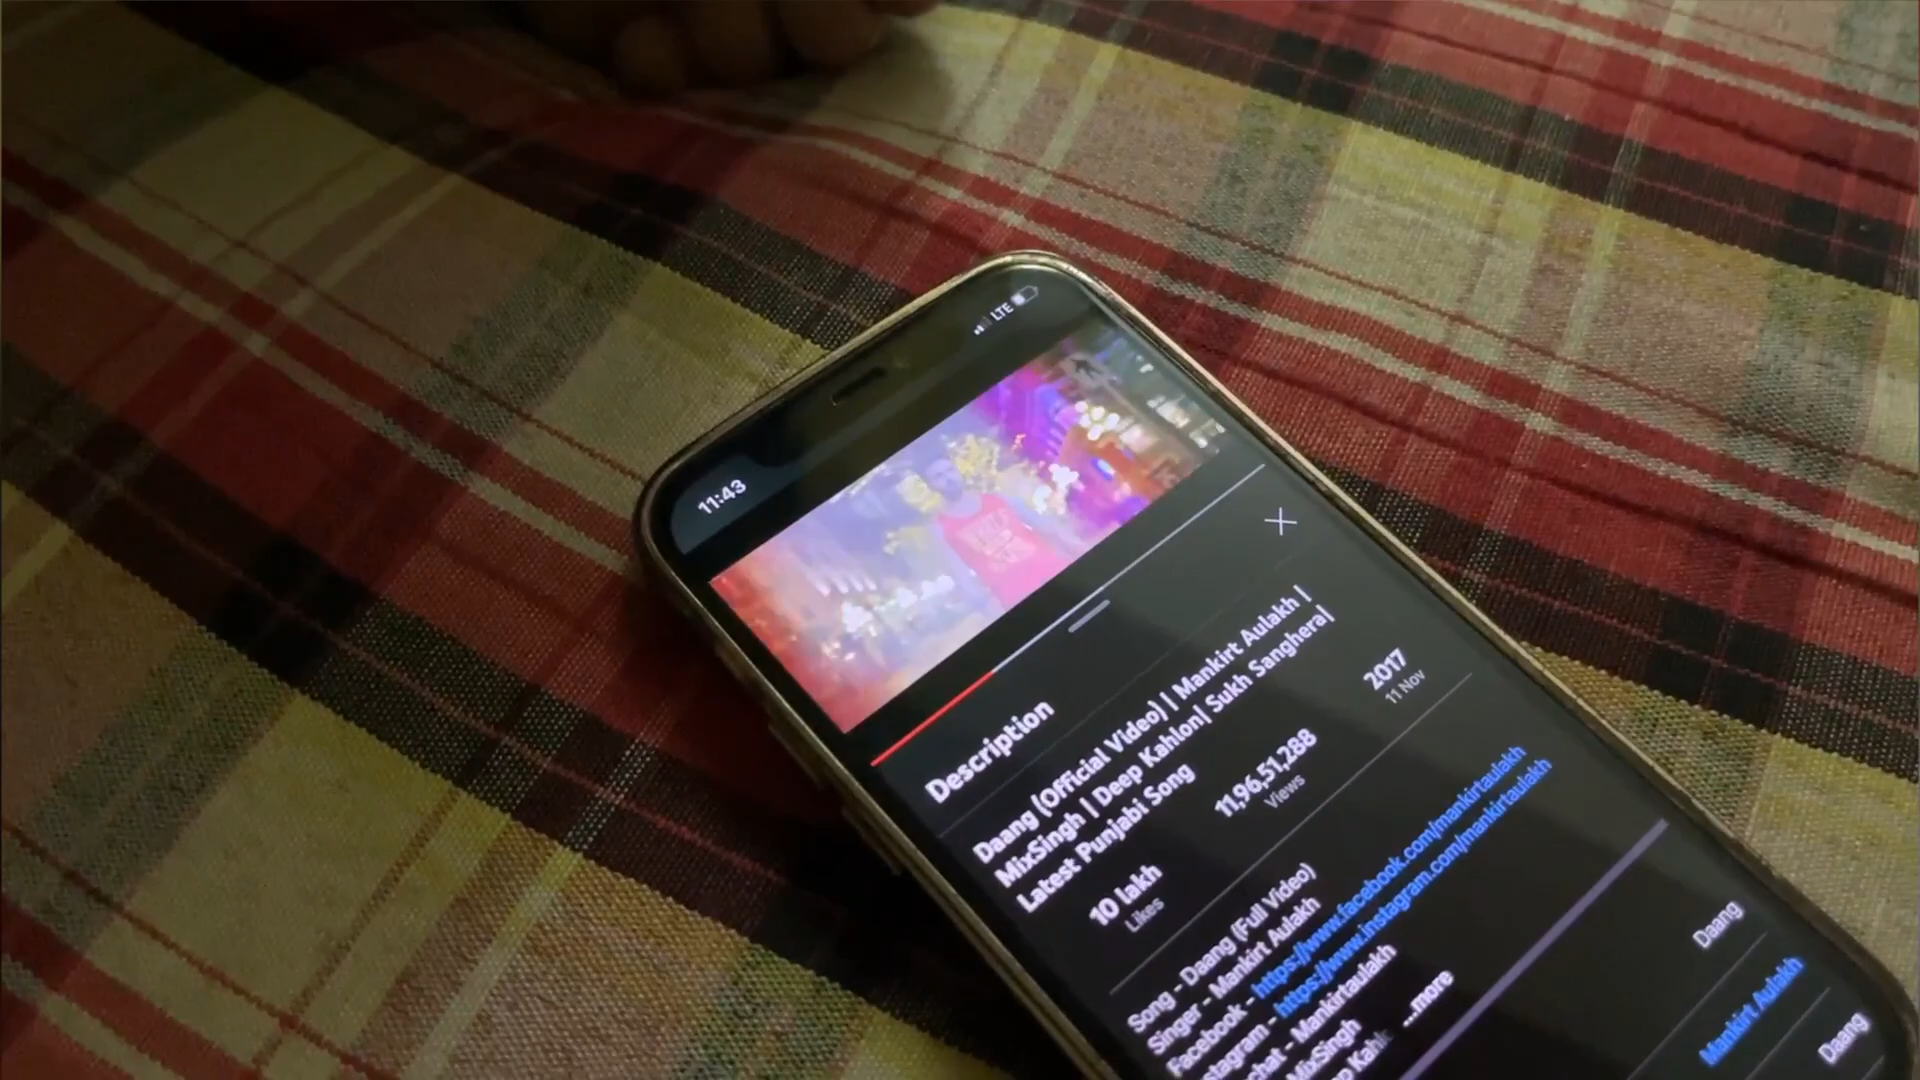 11:43
LTE
Description
Daang (Official Video) | Mankirt Aulakh |
MixSingh | Deep Kahlon| Sukh Sanghera|
Latest Punjabi Song
10 lakh
Likes
11,96,51,288
Views
2017
11 Nov
Song - Daang (Full Video)
Singer - Mankirt Aulakh
Facebook - https://www.facebook.com/mankirtaulakh
stagram - https://www.instagram.com/mankirtaulakh
chat - Mankirtaulakh
MixSingh
...more
Daang
Mankirt Aulakh
Daang